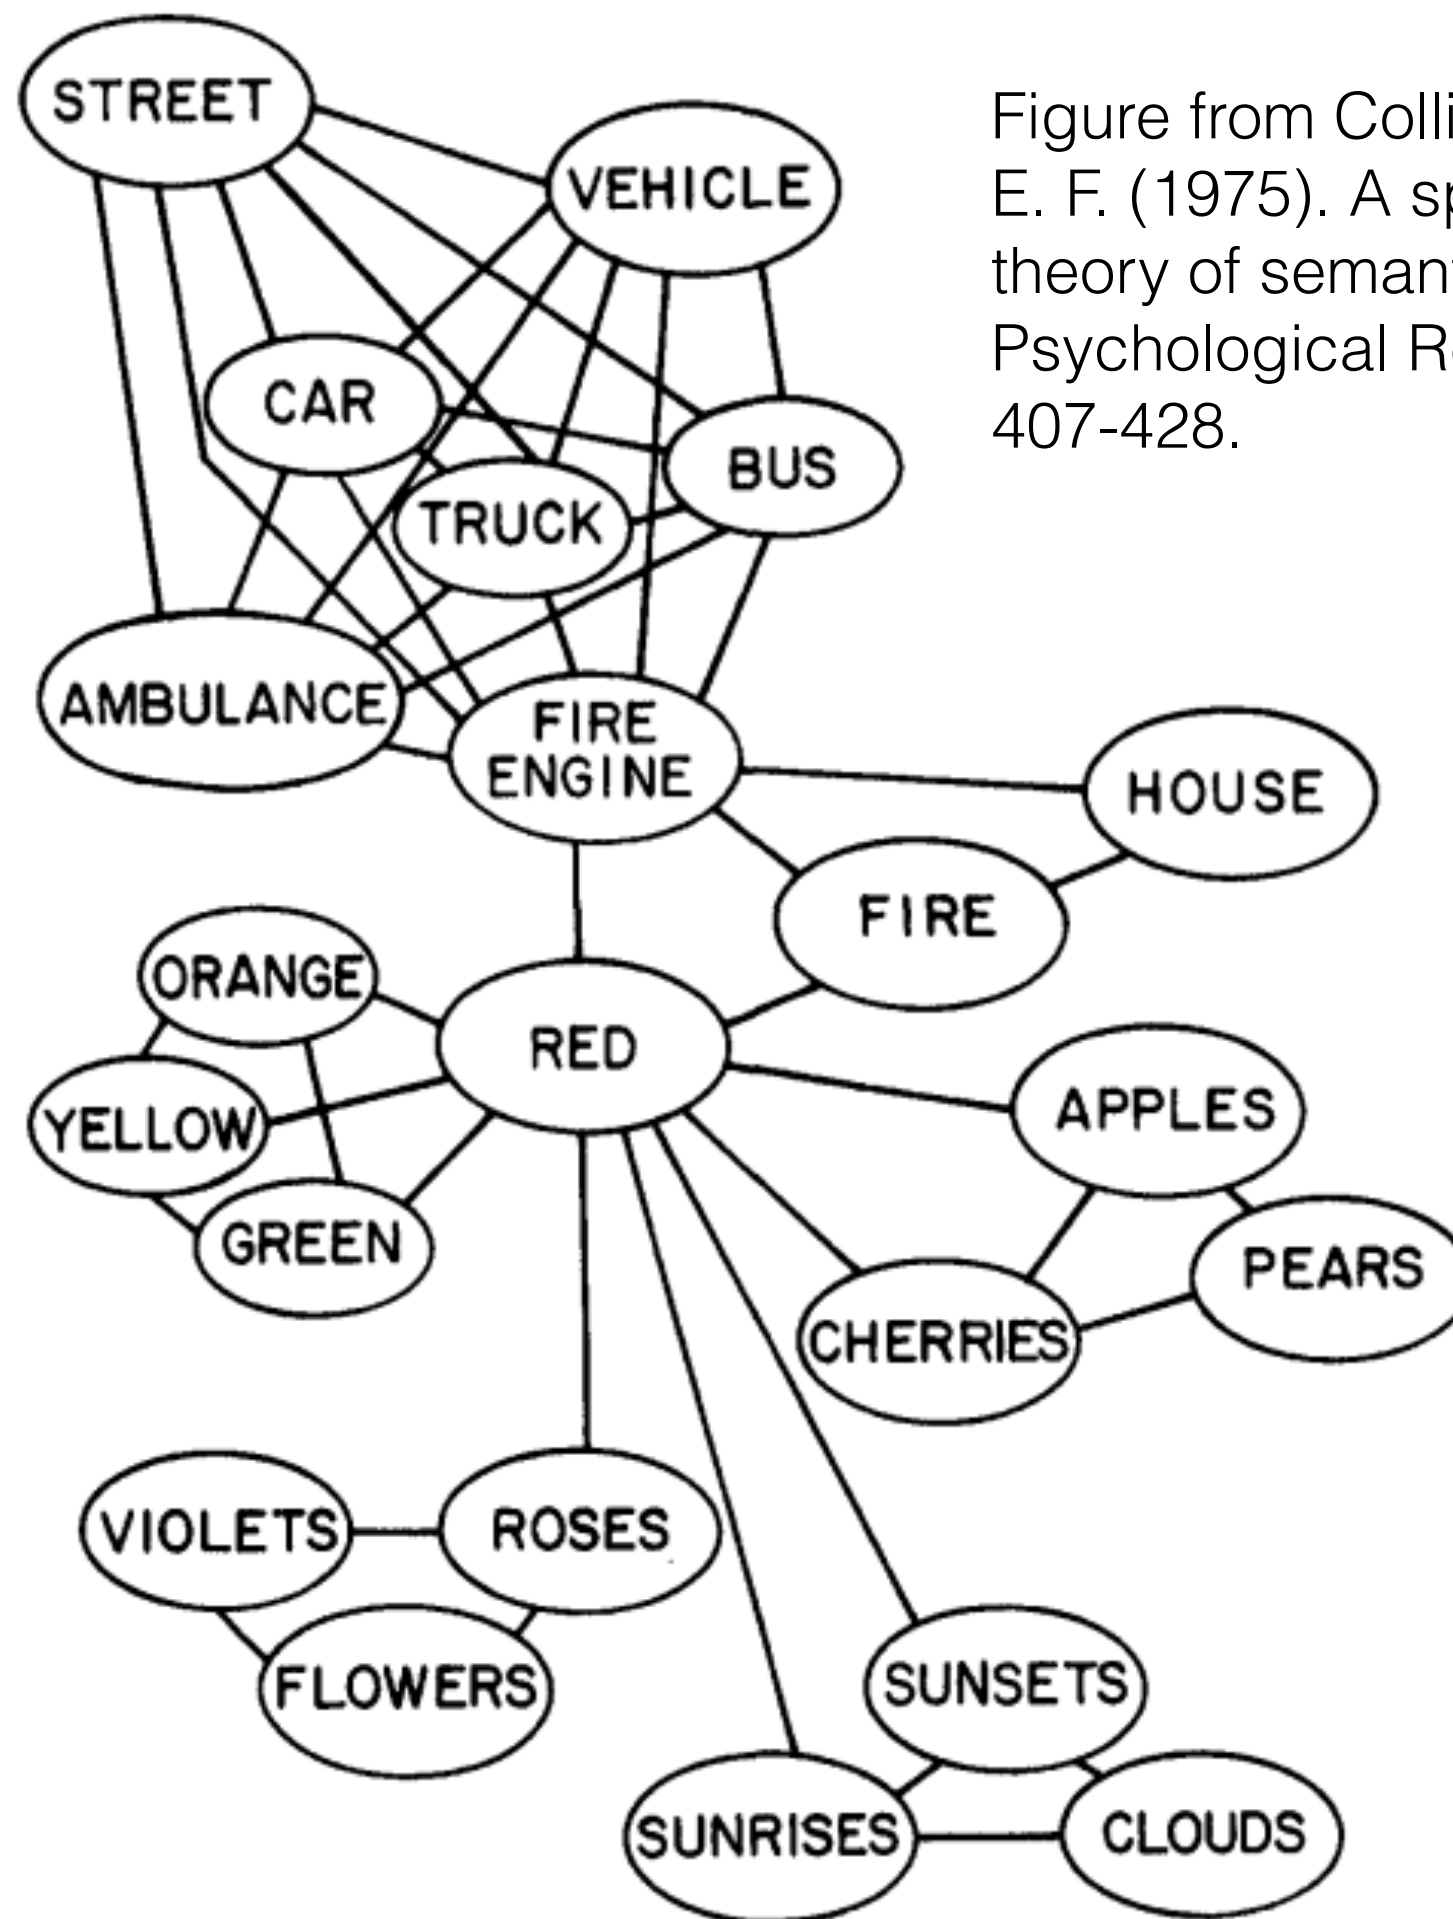 STREET
Figure from Colli
E. F. (1975). A sp
VEHICLE
theory of semant
Psychological R
407-428.
CAR
BUS
TRUCK
AMBULANCE
FIRE
ENGINE
HOUSE
FIRE
ORANGE
RED
APPLES
YELLOW
GREEN
PEARS
CHERRIES
VIOLETS
ROSES
FLOWERS
SUNSETS
SUNRISES
CLOUDS